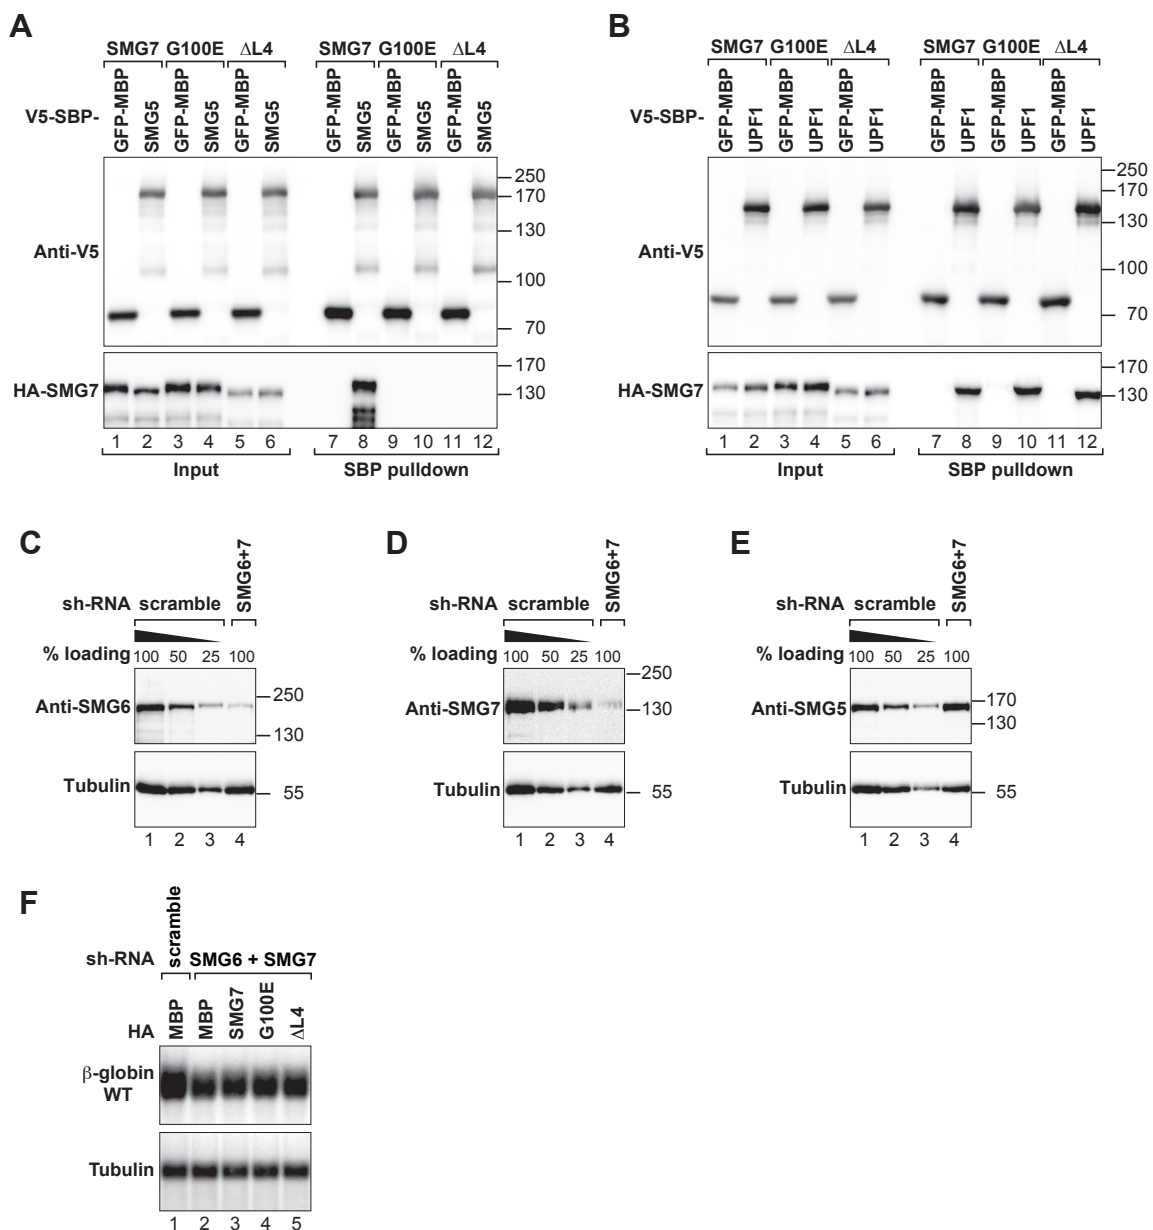 A
SMG7 G100E ΔL4 SMG7 G100E ΔL4
V5-SBP- GFP-MBP SMG5 GFP-MBP SMG5 GFP-MBP SMG5 GFP-MBP SMG5 GFP-MBP SMG5 GFP-MBP SMG5
250
170
130
Anti-V5
100
70
170
HA-SMG7
130
1 2 3 4 5 6 7 8 9 10 11 12
Input SBP pulldown
B
SMG7 G100E ΔL4 SMG7 G100E ΔL4
V5-SBP- GFP-MBP UPF1 GFP-MBP UPF1 GFP-MBP UPF1 GFP-MBP UPF1 GFP-MBP UPF1 GFP-MBP UPF1
250
170
130
Anti-V5
100
70
170
HA-SMG7
130
1 2 3 4 5 6 7 8 9 10 11 12
Input SBP pulldown
C
sh-RNA scramble SMG6+7
% loading 100 50 25 100
250
Anti-SMG6
130
Tubulin 55
1 2 3 4
D
sh-RNA scramble SMG6+7
% loading 100 50 25 100
250
Anti-SMG7 130
Tubulin 55
1 2 3 4
E
sh-RNA scramble SMG6+7
% loading 100 50 25 100
170
Anti-SMG5
130
Tubulin 55
1 2 3 4
F
sh-RNA scramble SMG6 + SMG7
HA MBP MBP SMG7 G100E ΔL4
β-globin
WT
Tubulin
1 2 3 4 5